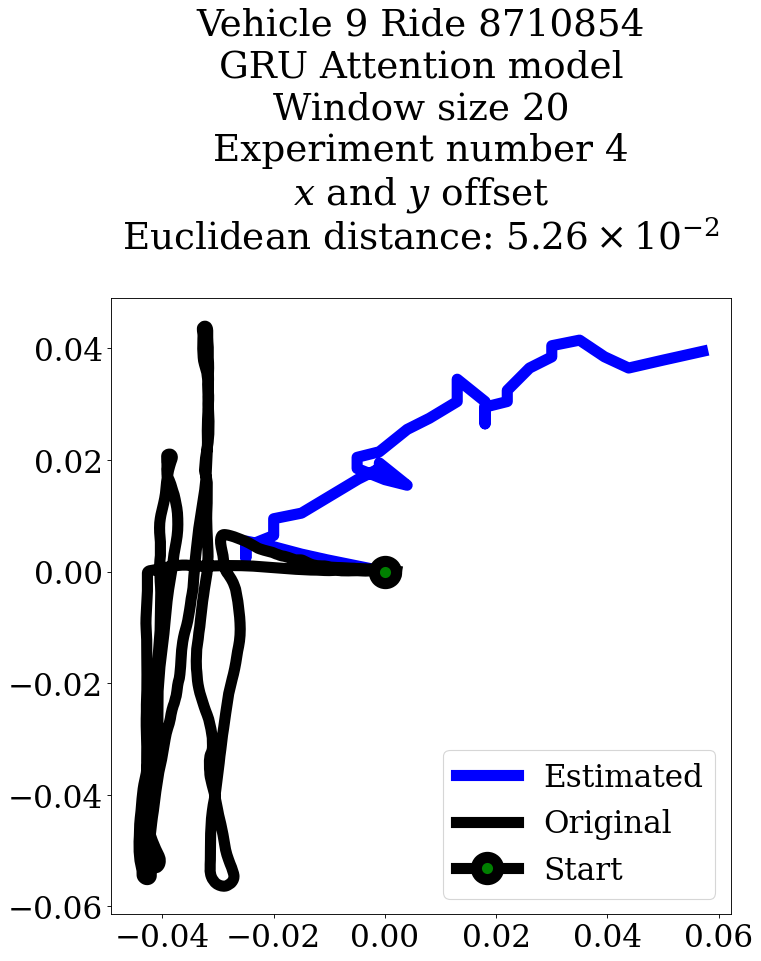 Vehicle 9 Ride 8710854
GRU Attention model
Window size 20
Experiment number 4
x and y offset
Euclidean distance: 5.26 × 10⁻²
0.04
0.02
0.00
−0.02
−0.04
−0.06
Estimated
Original
Start
−0.04 −0.02 0.00 0.02 0.04 0.06